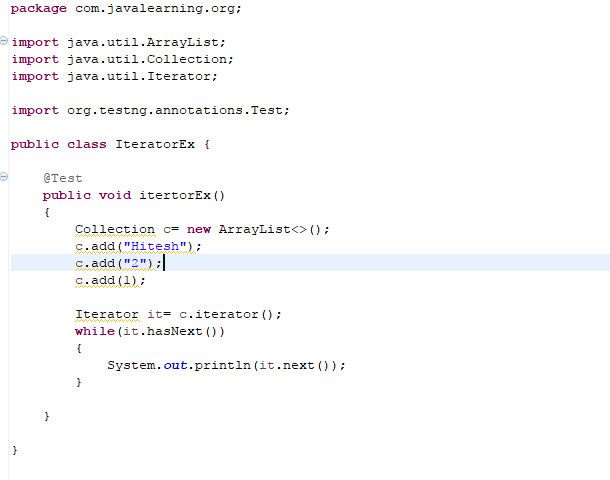 package com.javalearning.org;
import java.util.ArrayList;
import java.util.Collection;
import java.util.Iterator;
import org.testng.annotations.Test;
public class IteratorEx {
@Test
public void itertorEx()
{
Collection c= new ArrayList<>();
c.add("Hitesh");
c.add("2");
c.add(1);
Iterator it= c.iterator();
while(it.hasNext())
{
System.out.println(it.next());
}
}
}